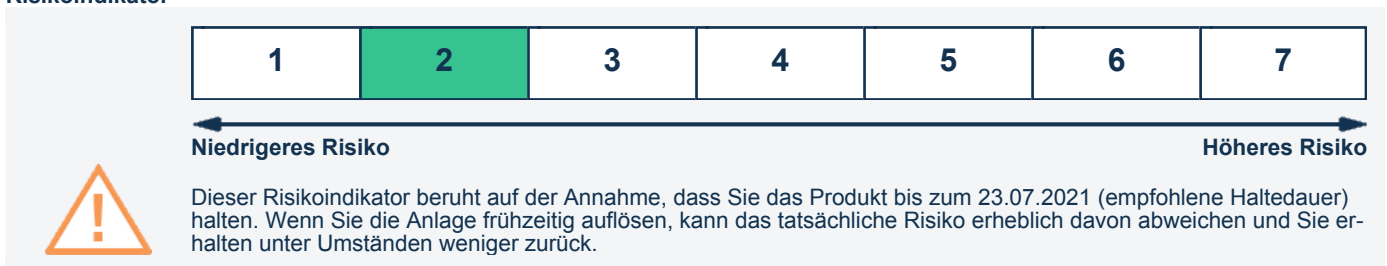 Risikoindikator
1 2 3 4 5 6 7
Niedrigeres Risiko Höheres Risiko
Dieser Risikoindikator beruht auf der Annahme, dass Sie das Produkt bis zum 23.07.2021 (empfohlene Haltedauer)
halten. Wenn Sie die Anlage frühzeitig auflösen, kann das tatsächliche Risiko erheblich davon abweichen und Sie er-
halten unter Umständen weniger zurück.